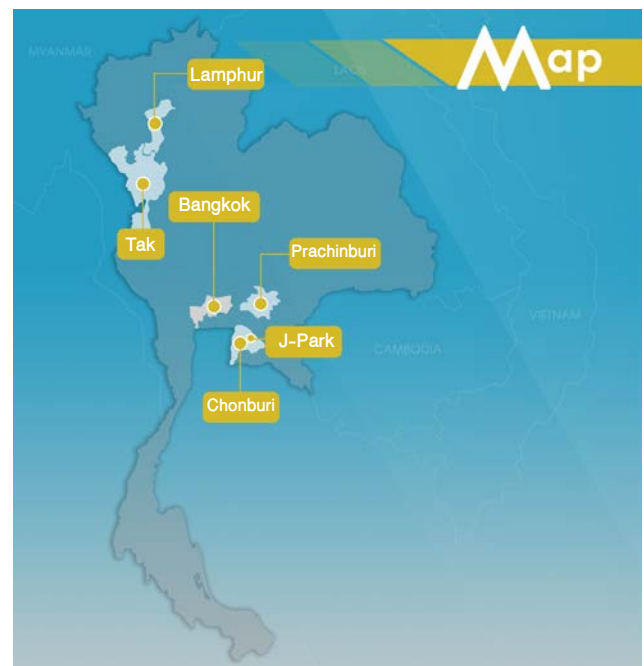 Map
MYANMAR
LAOS
Lamphur
Bangkok
Tak
Prachinburi
VIETNAM
J-Park
CAMBODIA
Chonburi